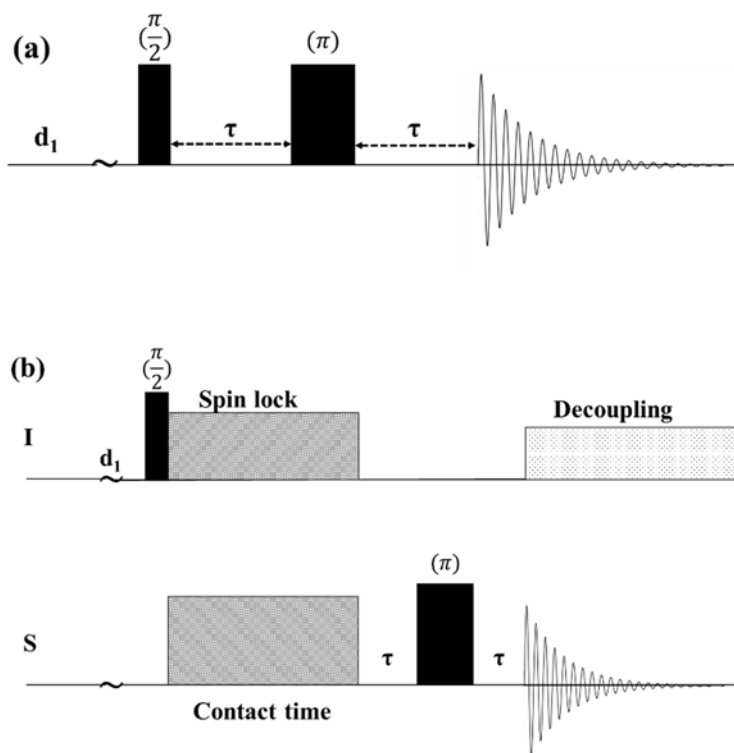 (a)
(π/2)
(π)
d₁
τ
τ
(b)
(π/2)
Spin lock
Decoupling
I
d₁
(π)
S
τ
τ
Contact time